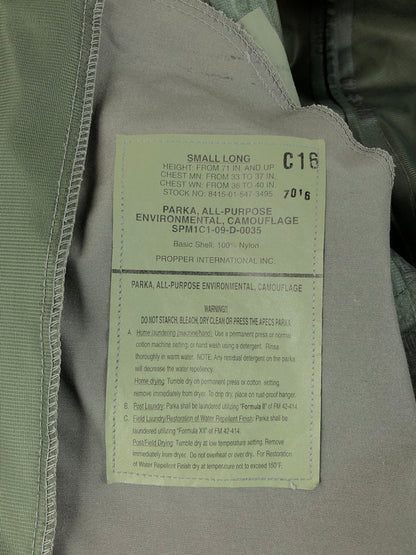 SMALL LONG
HEIGHT: FROM 71 IN. AND UP
CHEST MN: FROM 33 TO 37 IN.
CHEST WN: FROM 36 TO 40 IN.
STOCK NO: 8415-01-547-3495
C16
7016
PARKA, ALL-PURPOSE
ENVIRONMENTAL, CAMOUFLAGE
SPM1C1-09-D-0035
Basic Shell: 100% Nylon
PROPPER INTERNATIONAL INC.
PARKA, ALL-PURPOSE ENVIRONMENTAL, CAMOUFLAGE
WARNING!
DO NOT STARCH, BLEACH, DRY CLEAN OR PRESS THE APECS PARKA
A. Home laundering (machine/hand): Use a permanent press or normal
cotton machine setting, or hand wash using a detergent. Rinse
thoroughly in warm water. NOTE: Any residual detergent on the parka
will decrease the water repellency.
Home drying: Tumble dry on permanent press or cotton, setting,
remove immediately from dryer. To drip dry, place on rust-proof hanger.
B. Post Laundry: Parka shall be laundered utilizing "Formula II" of FM 42-414.
C. Field Laundry/Restoration of Water Repellent Finish: Parka shall be
laundered utilizing "Formula XII" of FM 42-414.
Post/Field Drying: Tumble dry at low temperature setting. Remove
immediately from dryer. Do not overheat or over dry. For Restoration
of Water Repellent Finish dry at temperature not to exceed 150°F.